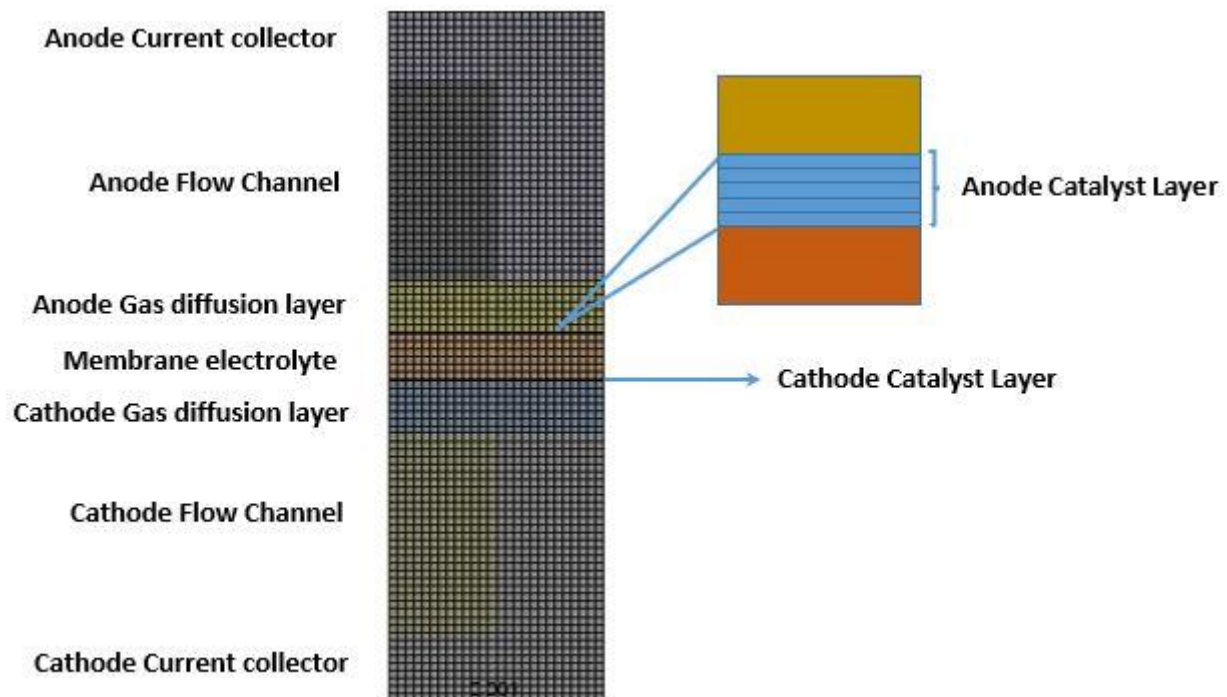 Anode Current collector
Anode Flow Channel
Anode Catalyst Layer
Anode Gas diffusion layer
Membrane electrolyte
Cathode Catalyst Layer
Cathode Gas diffusion layer
Cathode Flow Channel
Cathode Current collector